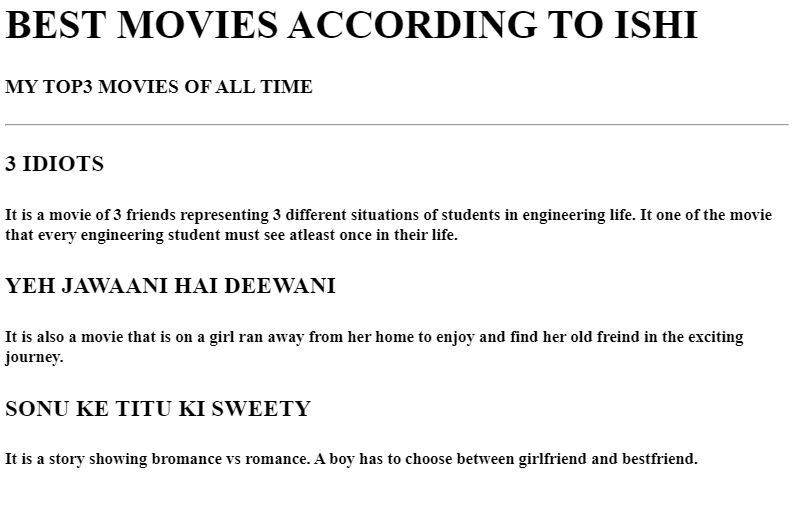 BEST MOVIES ACCORDING TO ISHI
MY TOP3 MOVIES OF ALL TIME
3 IDIOTS
It is a movie of 3 friends representing 3 different situations of students in engineering life. It one of the movie
that every engineering student must see atleast once in their life.
YEH JAWAANI HAI DEEWANI
It is also a movie that is on a girl ran away from her home to enjoy and find her old freind in the exciting
journey.
SONU KE TITU KI SWEETY
It is a story showing bromance vs romance. A boy has to choose between girlfriend and bestfriend.